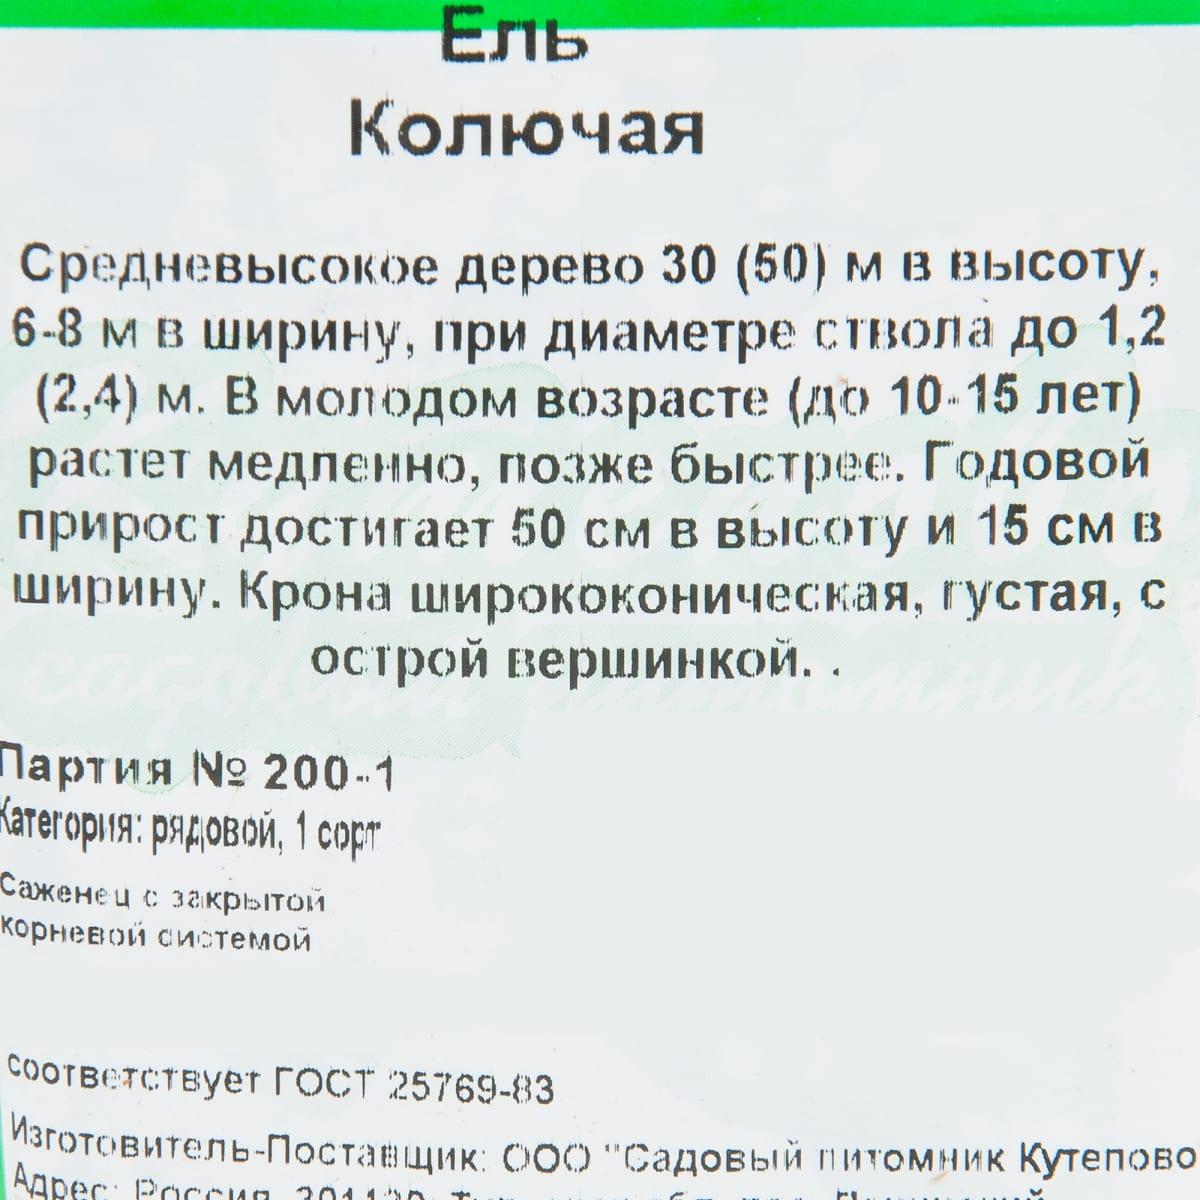 Ель
Колючая
Средневысокое дерево 30 (50) м в высоту,
6-8 м в ширину, при диаметре ствола до 1,2
(2,4) м. В молодом возрасте (до 10-15 лет)
растет медленно, позже быстрее. Годовой
прирост достигает 50 см в высоту и 15 см в
ширину. Крона ширококоническая, густая, с
острой вершинкой. .
садовый питомник
Партия № 200-1
Категория: рядовой, 1 сорт
Саженец с закрытой
корневой системой
соответствует ГОСТ 25769-83
Изготовитель-Поставщик: ООО "Садовый питомник Кутепово
Адрес: Россия,